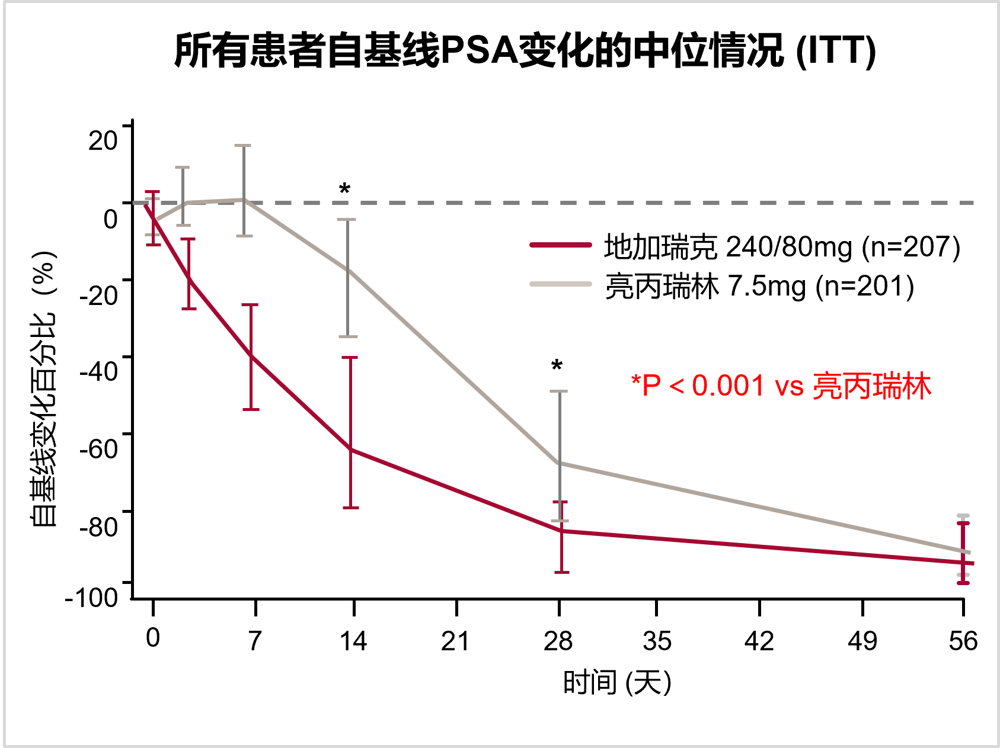 所有患者自基线PSA变化的中位情况 (ITT)
20
0
-20
-40
-60
-80
-100
自基线变化百分比 (%)
*
*
地加瑞克 240/80mg (n=207)
亮丙瑞林 7.5mg (n=201)
*P＜0.001 vs 亮丙瑞林
0 7 14 21 28 35 42 49 56
时间 (天)